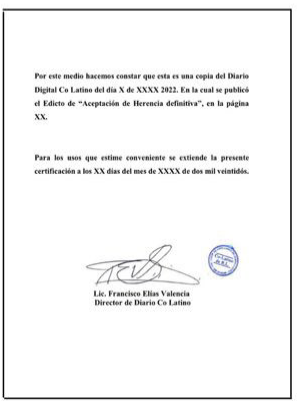 Por este medio hacemos constar que esta es una copia del Diario
Digital Co Latino del día X de XXXX 2022. En la cual se publicó
el Edicto de “Aceptación de Herencia definitiva”, en la página
XX.
Para los usos que estime conveniente se extiende la presente
certificación a los XX días del mes de XXXX de dos mil veintidós.
Co Latino
Lic. Francisco Elías Valencia
Director de Diario Co Latino